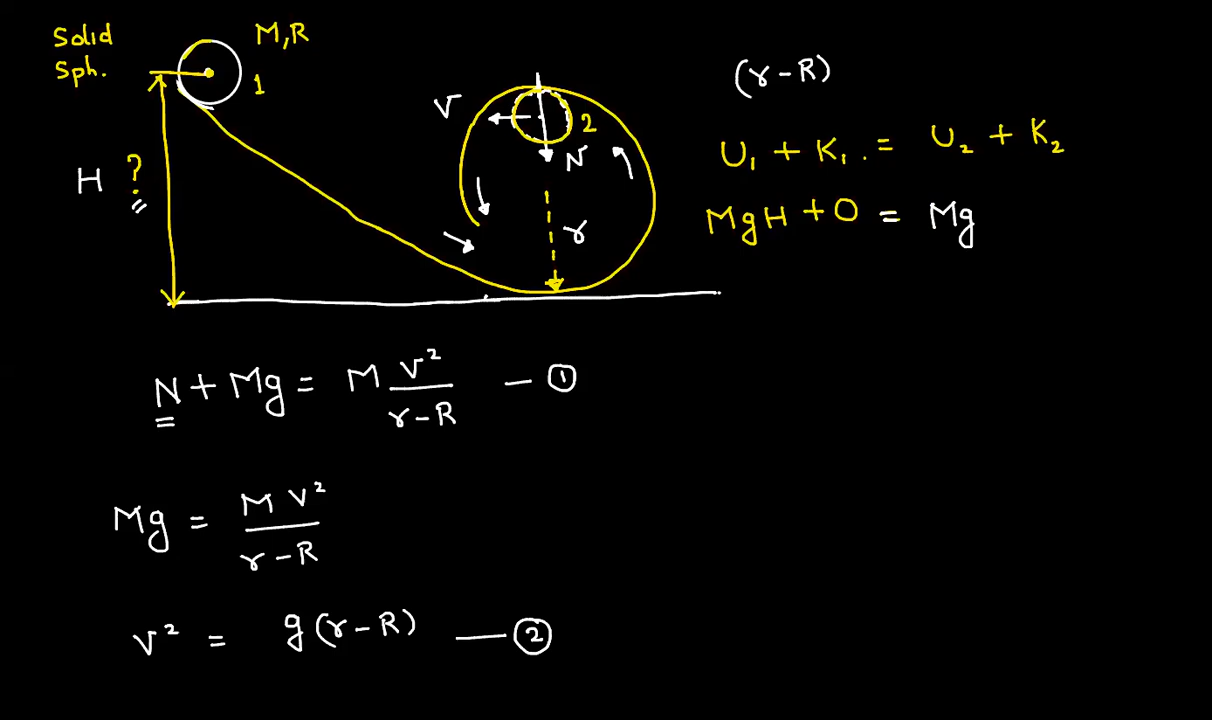 Solid
Sph.
M,R
1
H ?
V
2
N
r
(r-R)
U₁ + K₁ . = U₂ + K₂
MgH + 0 = Mg
N + Mg = M v²/(r-R) — ①
Mg = M v²/(r-R)
v² = g(r-R) — ②